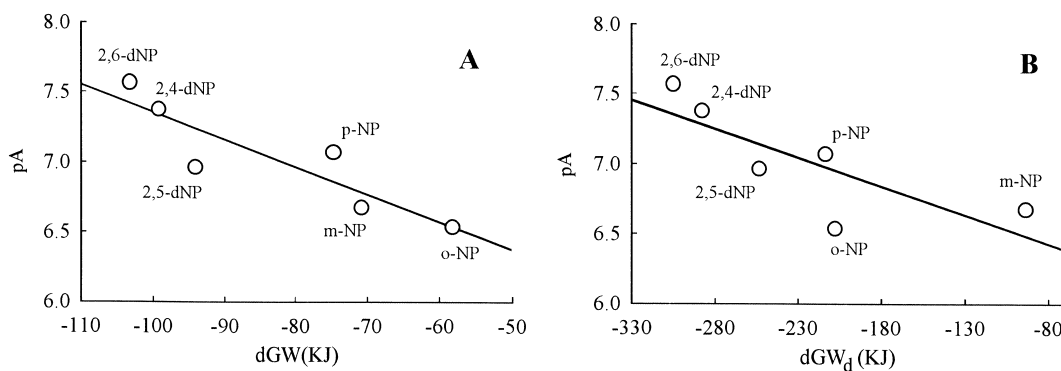 8.0
7.5
7.0
6.5
6.0
pA
A
2,6-dNP
2,4-dNP
p-NP
2,5-dNP
m-NP
o-NP
-110
-100
-90
-80
-70
-60
-50
dGW(KJ)
8.0
7.5
7.0
6.5
6.0
pA
B
2,6-dNP
2,4-dNP
p-NP
2,5-dNP
m-NP
o-NP
-330
-280
-230
-180
-130
-80
dGWd (KJ)